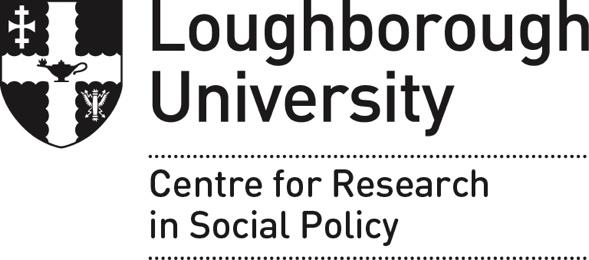 Loughborough
University
Centre for Research
in Social Policy